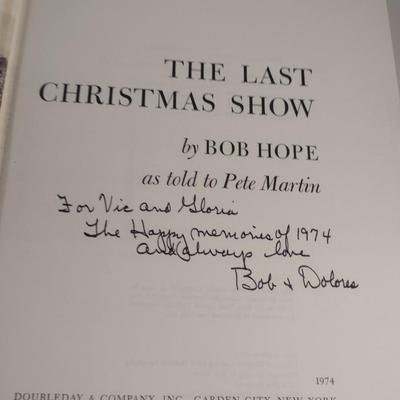 THE LAST
CHRISTMAS SHOW
by BOB HOPE
as told to Pete Martin
For Vic and Gloria
The Happy memories of 1974
and always love
Bob & Dolores
1974
DOUBLEDAY & COMPANY, INC., GARDEN CITY, NEW YORK